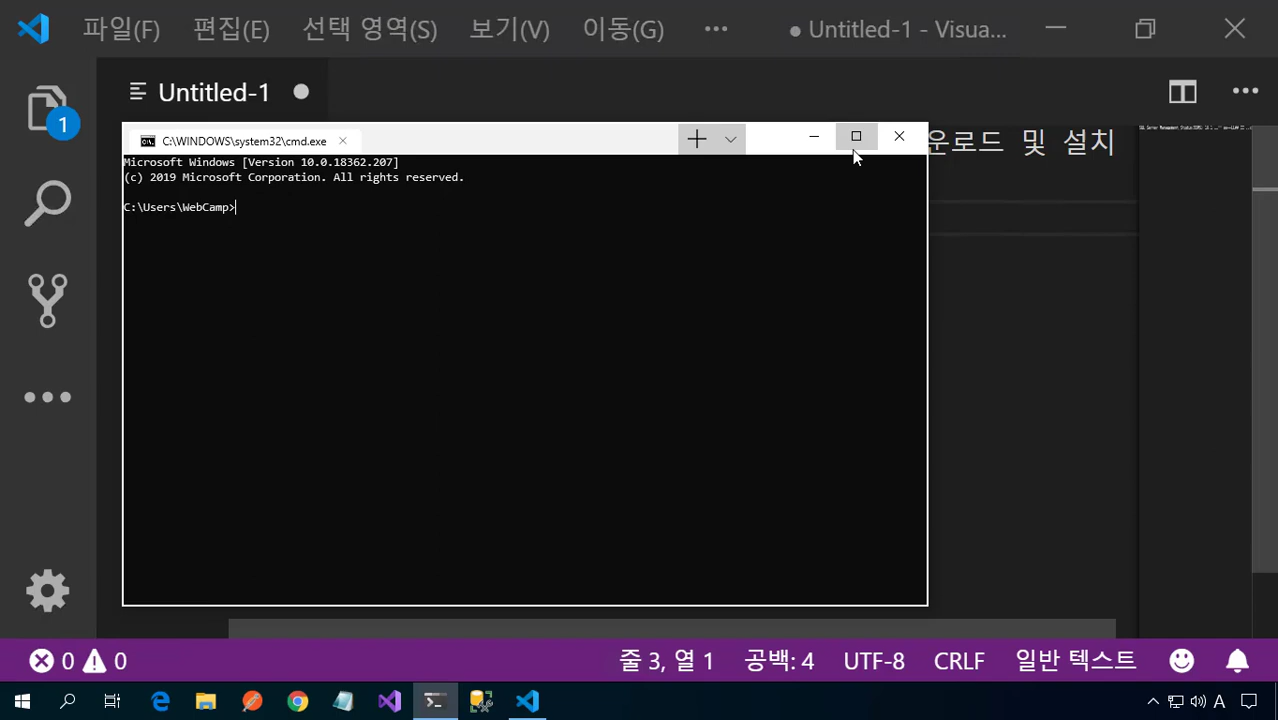 파일(F) 편집(E) 선택 영역(S) 보기(V) 이동(G) ··· ● Untitled-1 - Visua...
1
Untitled-1
C:\WINDOWS\system32\cmd.exe
운로드 및 설치
Microsoft Windows [Version 10.0.18362.207]
(c) 2019 Microsoft Corporation. All rights reserved.
C:\Users\WebCamp>
0 0 줄 3, 열 1 공백: 4 UTF-8 CRLF 일반 텍스트
A